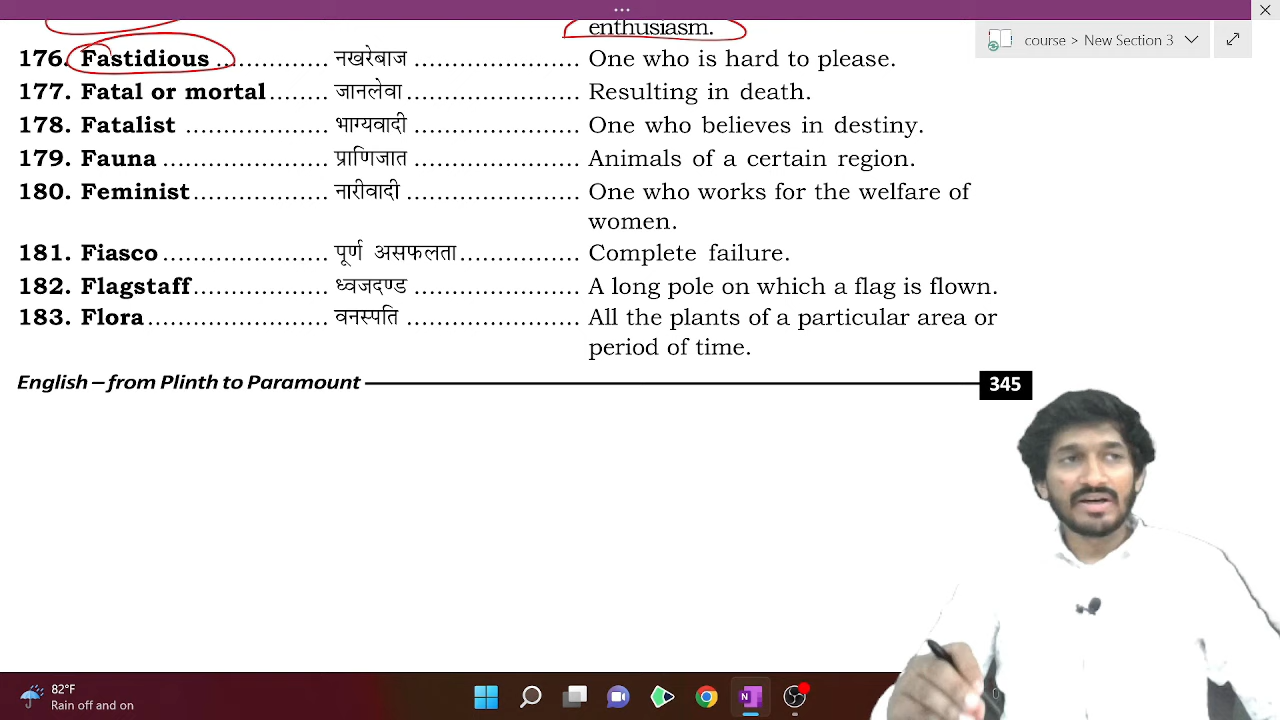 enthusiasm.
course > New Section 3
176. Fastidious .............. नखरेबाज ...................... One who is hard to please.
177. Fatal or mortal........ जानलेवा ....................... Resulting in death.
178. Fatalist ................... भाग्यवादी ...................... One who believes in destiny.
179. Fauna ...................... प्राणिजात ...................... Animals of a certain region.
180. Feminist.................. नारीवादी ....................... One who works for the welfare of
women.
181. Fiasco ...................... पूर्ण असफलता................ Complete failure.
182. Flagstaff.................. ध्वजदण्ड ...................... A long pole on which a flag is flown.
183. Flora........................ वनस्पति ....................... All the plants of a particular area or
period of time.
English – from Plinth to Paramount 345
82°F
Rain off and on